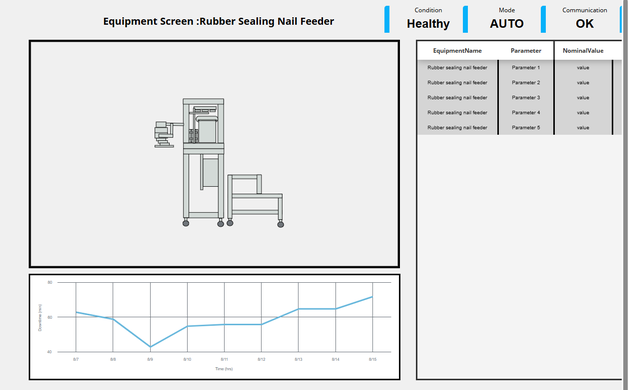 Equipment Screen :Rubber Sealing Nail Feeder
Condition
Healthy
Mode
AUTO
Communication
OK
EquipmentName Parameter NominalValue
Rubber sealing nail feeder Parameter 1 value
Rubber sealing nail feeder Parameter 2 value
Rubber sealing nail feeder Parameter 3 value
Rubber sealing nail feeder Parameter 4 value
Rubber sealing nail feeder Parameter 5 value
8/7 8/8 8/9 8/10 8/11 8/12 8/13 8/14 8/15
Time (hrs)